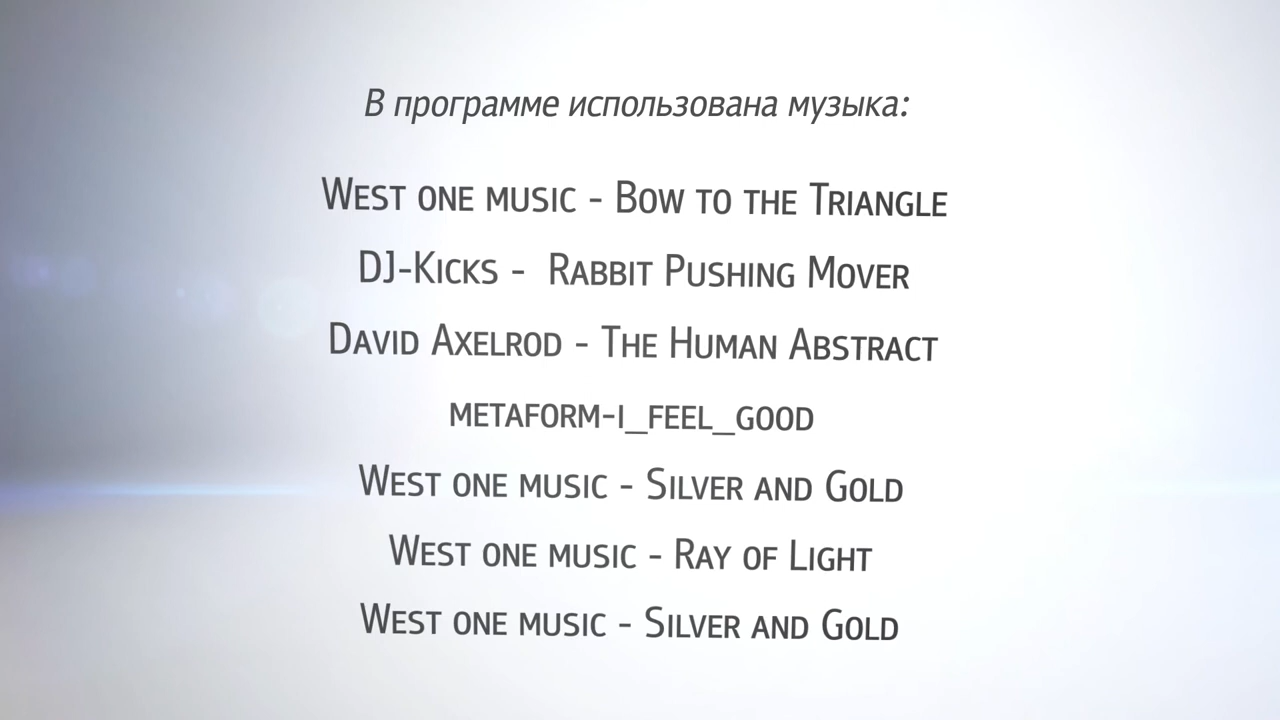 В программе использована музыка:
West one music - Bow to the Triangle
DJ-Kicks - Rabbit Pushing Mover
David Axelrod - The Human Abstract
metaform-i_feel_good
West one music - Silver and Gold
West one music - Ray of Light
West one music - Silver and Gold